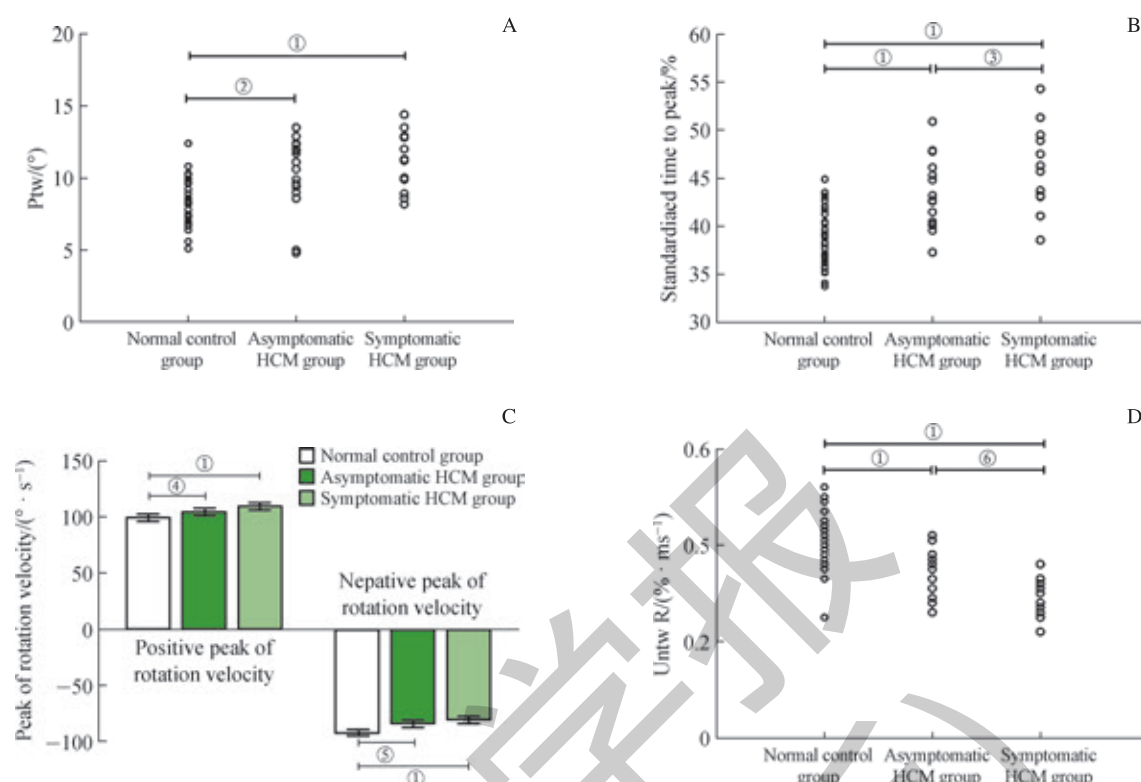 A
20
15
10
5
0
Ptw/(°)
①
②
Normal control
group
Asymptomatic
HCM group
Symptomatic
HCM group
B
60
55
50
45
40
35
30
Standardiaed time to peak/%
①
①
③
Normal control
group
Asymptomatic
HCM group
Symptomatic
HCM group
C
150
100
50
0
−50
−100
Peak of rotation velocity/(° · s⁻¹)
①
④
Normal control group
Asymptomatic HCM group
Symptomatic HCM group
Positive peak of
rotation velocity
Nepative peak of
rotation velocity
⑤
①
D
0.6
0.5
0.2
0
Untw R/(% · ms⁻¹)
①
①
⑥
Normal control
group
Asymptomatic
HCM group
Symptomatic
HCM group
学报